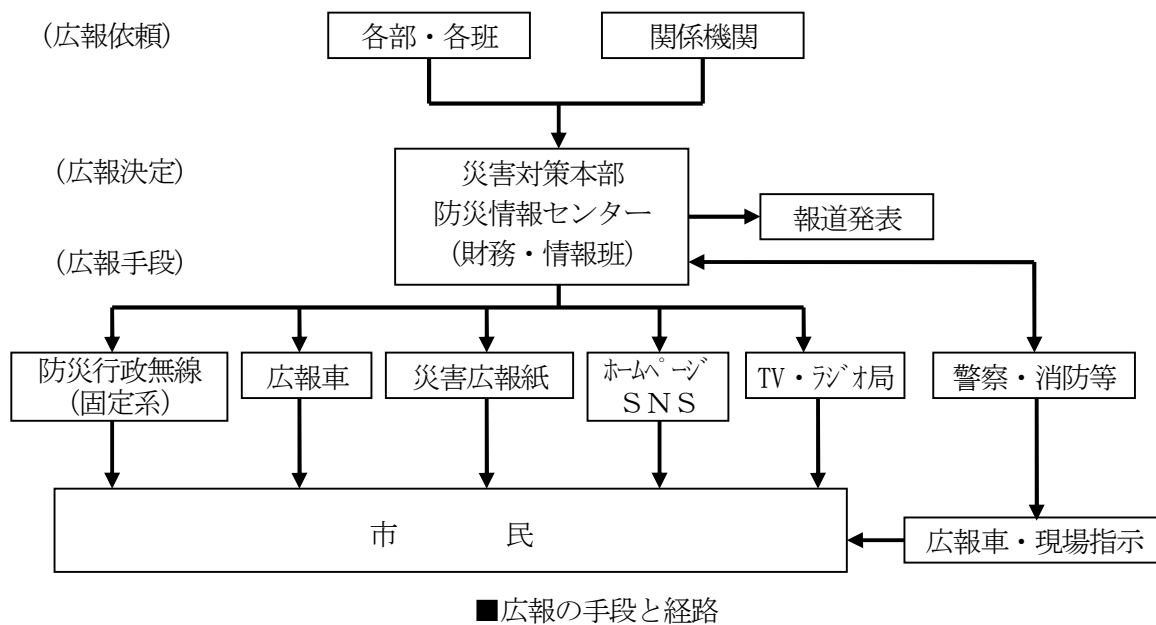 (広報依頼)
各部・各班
関係機関
(広報決定)
災害対策本部
防災情報センター
(財務・情報班)
報道発表
(広報手段)
防災行政無線
(固定系)
広報車
災害広報紙
ﾎｰﾑﾍﾟｰｼﾞ
ＳＮＳ
TV・ﾗｼﾞｵ局
警察・消防等
市　　民
広報車・現場指示
■広報の手段と経路